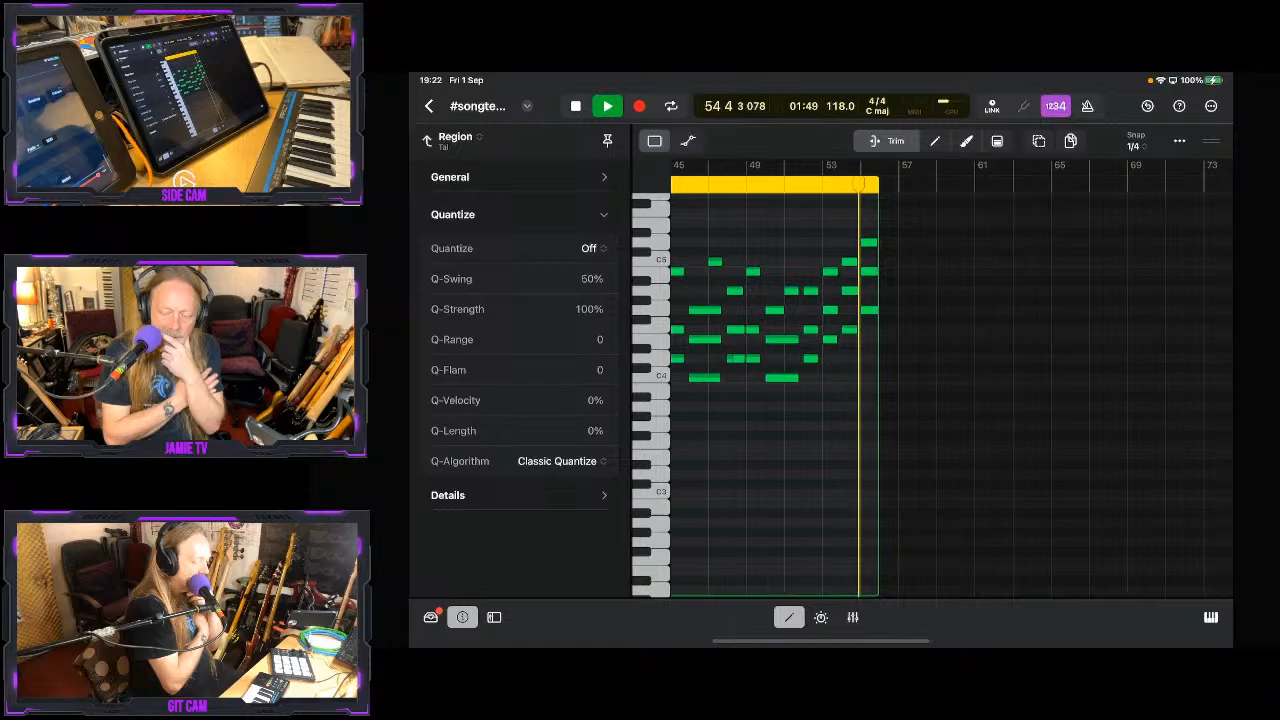 SIDE CAM
JAMIE TV
GIT CAM
19:22 Fri 1 Sep
100%
#songte...
54 4 3 078
01:49
118.0
4/4
C maj
MIDI
CPU
LINK
1234
Region
Tal
Trim
Snap
1/4
General
Quantize
Quantize Off
Q-Swing 50%
Q-Strength 100%
Q-Range 0
Q-Flam 0
Q-Velocity 0%
Q-Length 0%
Q-Algorithm Classic Quantize
Details
45 49 53 57 61 65 69 73
C5
C4
C3